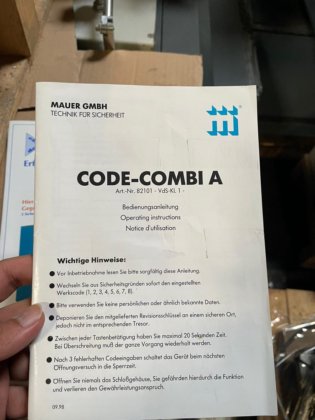 MAUER GMBH
TECHNIK FÜR SICHERHEIT
CODE-COMBI A
Art.-Nr. 82101 - VdS-Kl. 1 -
Bedienungsanleitung
Operating instructions
Notice d'utilisation
Wichtige Hinweise:
● Vor Inbetriebnahme lesen Sie bitte sorgfältig diese Anleitung.
● Wechseln Sie aus Sicherheitsgründen sofort den eingestellten
Werkscode (1, 2, 3, 4, 5, 6, 7, 8).
● Bitte verwenden Sie keine persönlichen oder ähnlich bekannte Daten.
● Deponieren Sie den mitgelieferten Revisionsschlüssel an einem sicheren Ort,
jedoch nicht im entsprechenden Tresor.
● Zwischen jeder Tastenbetätigung haben Sie maximal 20 Sekunden Zeit.
Bei Überschreitung muß der ganze Vorgang wiederholt werden.
● Nach 3 fehlerhaften Codeeingaben schaltet das Gerät beim nächsten
Öffnungsversuch in die Sperrzeit.
● Öffnen Sie niemals das Schloßgehäuse, Sie gefährden hierdurch die Funktion
und verlieren den Gewährleistungsanspruch.
09.98